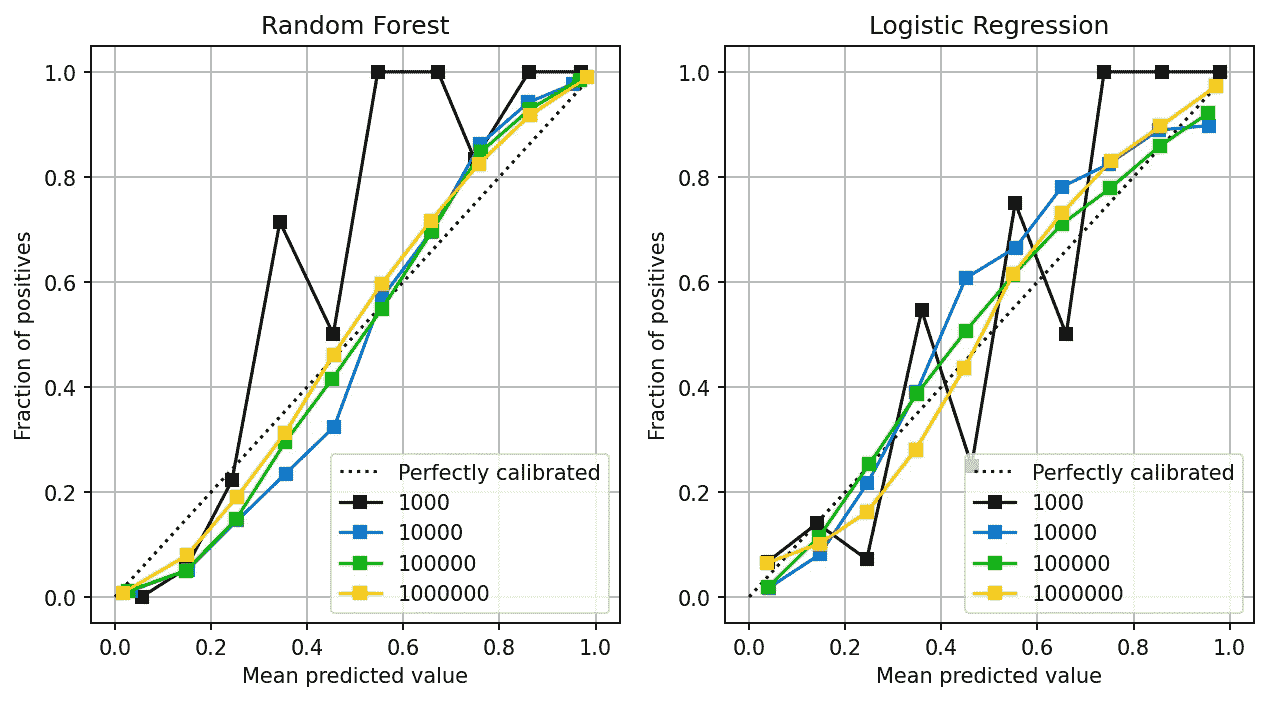 Random Forest
Fraction of positives
1.0
0.8
0.6
0.4
0.2
0.0
Perfectly calibrated
1000
10000
100000
1000000
0.0 0.2 0.4 0.6 0.8 1.0
Mean predicted value
Logistic Regression
Fraction of positives
1.0
0.8
0.6
0.4
0.2
0.0
Perfectly calibrated
1000
10000
100000
1000000
0.0 0.2 0.4 0.6 0.8 1.0
Mean predicted value